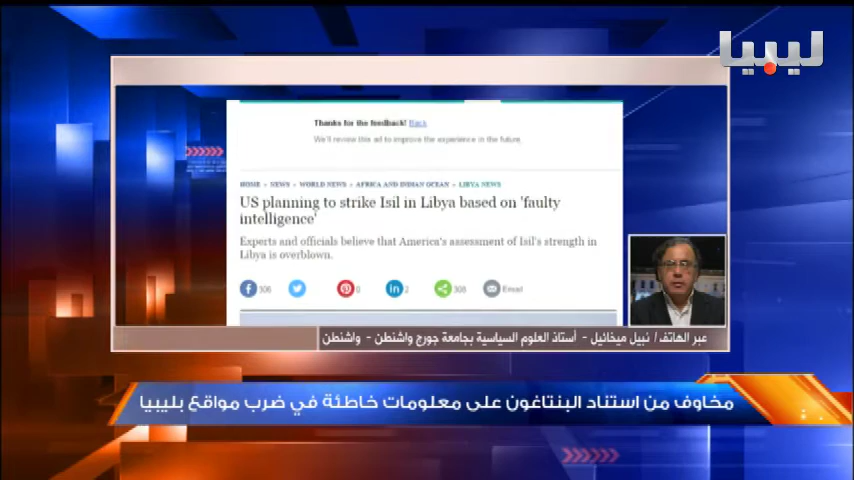 ليبيا
Thanks for the feedback! Back
We'll review this ad to improve the experience in the future.
HOME » NEWS » WORLD NEWS » AFRICA AND INDIAN OCEAN » LIBYA NEWS
US planning to strike Isil in Libya based on 'faulty
intelligence'
Experts and officials believe that America's assessment of Isil's strength in
Libya is overblown.
306 0 2 308 Email
عبر الهاتف / نبيل ميخائيل - أستاذ العلوم السياسية بجامعة جورج واشنطن - واشنطن
مخاوف من استناد البنتاغون على معلومات خاطئة في ضرب مواقع بليبيا